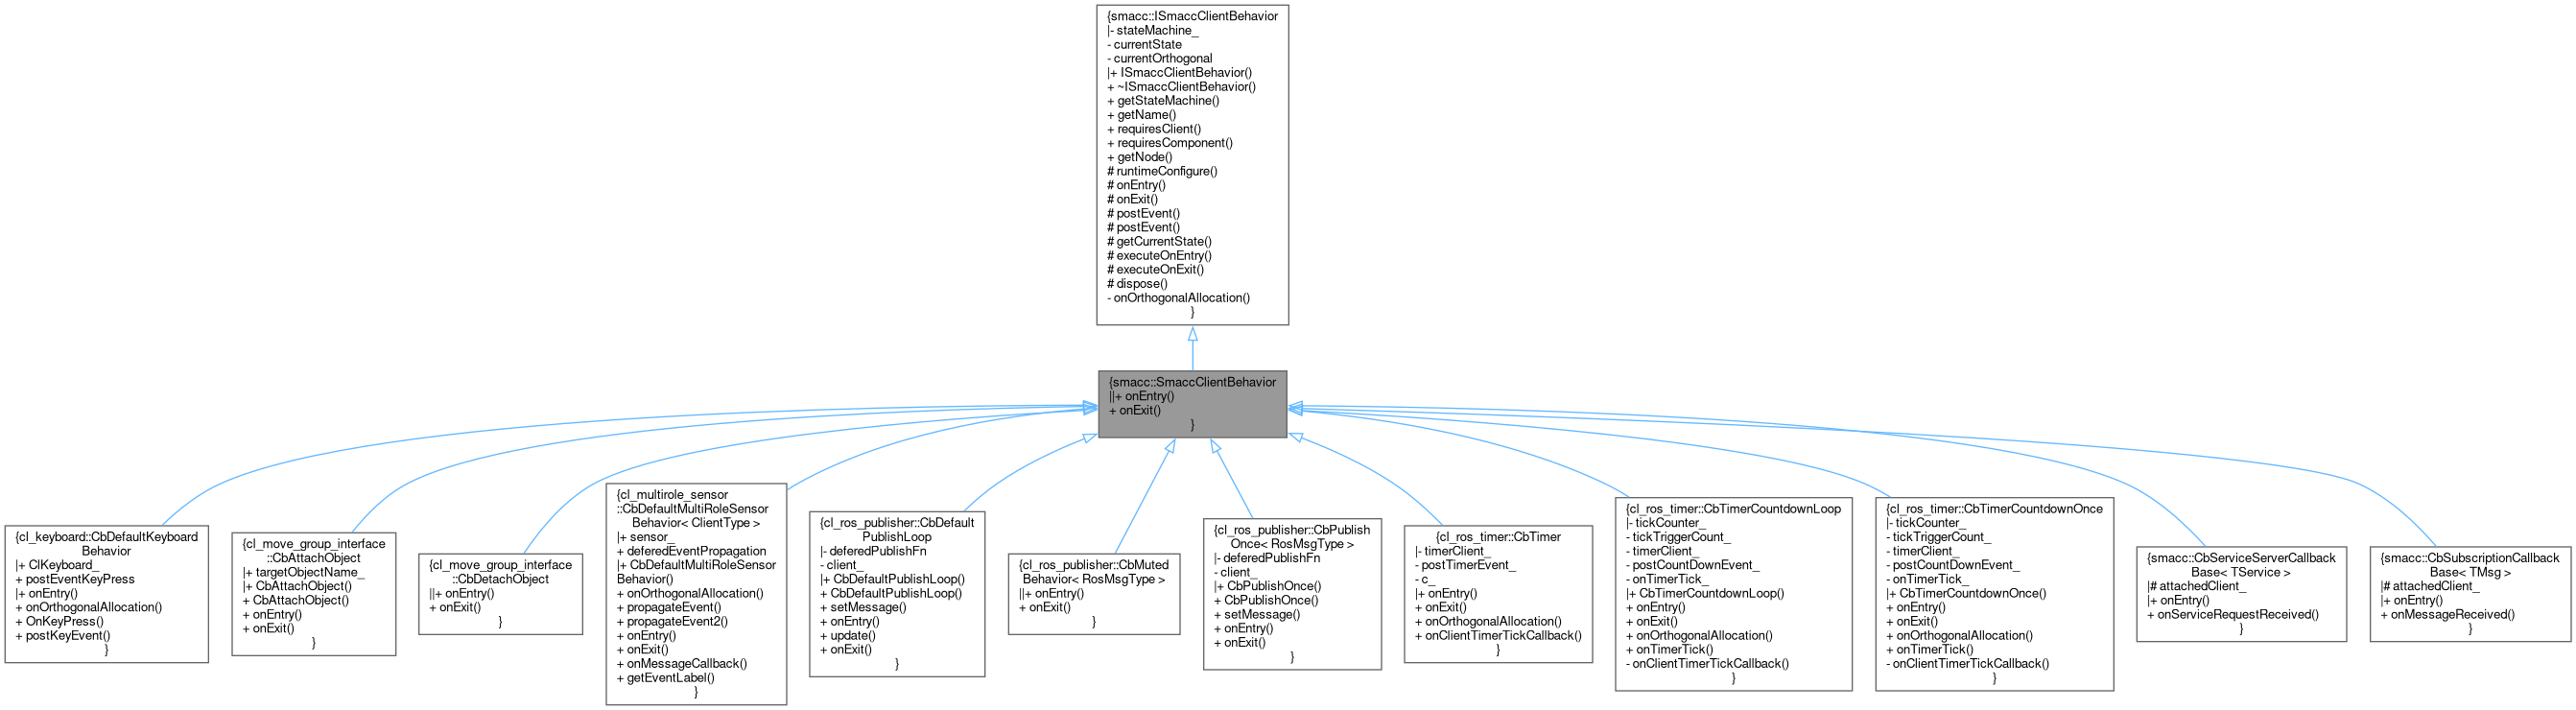 {smacc::ISmaccClientBehavior
|- stateMachine_
- currentState
- currentOrthogonal
|+ ISmaccClientBehavior()
+ ~ISmaccClientBehavior()
+ getStateMachine()
+ getName()
+ requiresClient()
+ requiresComponent()
+ getNode()
# runtimeConfigure()
# onEntry()
# onExit()
# postEvent()
# postEvent()
# getCurrentState()
# executeOnEntry()
# executeOnExit()
# dispose()
- onOrthogonalAllocation()
}
{smacc::SmaccClientBehavior
||+ onEntry()
+ onExit()
}
{cl_keyboard::CbDefaultKeyboard
Behavior
|+ ClKeyboard_
+ postEventKeyPress
|+ onEntry()
+ onOrthogonalAllocation()
+ OnKeyPress()
+ postKeyEvent()
}
{cl_move_group_interface
::CbAttachObject
|+ targetObjectName_
|+ CbAttachObject()
+ CbAttachObject()
+ onEntry()
+ onExit()
}
{cl_move_group_interface
::CbDetachObject
||+ onEntry()
+ onExit()
}
{cl_multirole_sensor
::CbDefaultMultiRoleSensor
Behavior< ClientType >
|+ sensor_
+ deferedEventPropagation
|+ CbDefaultMultiRoleSensor
Behavior()
+ onOrthogonalAllocation()
+ propagateEvent()
+ propagateEvent2()
+ onEntry()
+ onExit()
+ onMessageCallback()
+ getEventLabel()
}
{cl_ros_publisher::CbDefault
PublishLoop
|- deferedPublishFn
- client_
|+ CbDefaultPublishLoop()
+ CbDefaultPublishLoop()
+ setMessage()
+ onEntry()
+ update()
+ onExit()
}
{cl_ros_publisher::CbMuted
Behavior< RosMsgType >
||+ onEntry()
+ onExit()
}
{cl_ros_publisher::CbPublish
Once< RosMsgType >
|- deferedPublishFn
- client_
|+ CbPublishOnce()
+ CbPublishOnce()
+ setMessage()
+ onEntry()
+ onExit()
}
{cl_ros_timer::CbTimer
|- timerClient_
- postTimerEvent_
- c_
|+ onEntry()
+ onExit()
+ onOrthogonalAllocation()
+ onClientTimerTickCallback()
}
{cl_ros_timer::CbTimerCountdownLoop
|- tickCounter_
- tickTriggerCount_
- timerClient_
- postCountDownEvent_
- onTimerTick_
|+ CbTimerCountdownLoop()
+ onEntry()
+ onExit()
+ onOrthogonalAllocation()
+ onTimerTick()
- onClientTimerTickCallback()
}
{cl_ros_timer::CbTimerCountdownOnce
|- tickCounter_
- tickTriggerCount_
- timerClient_
- postCountDownEvent_
- onTimerTick_
|+ CbTimerCountdownOnce()
+ onEntry()
+ onExit()
+ onOrthogonalAllocation()
+ onTimerTick()
- onClientTimerTickCallback()
}
{smacc::CbServiceServerCallback
Base< TService >
|# attachedClient_
|+ onEntry()
+ onServiceRequestReceived()
}
{smacc::CbSubscriptionCallback
Base< TMsg >
|# attachedClient_
|+ onEntry()
+ onMessageReceived()
}